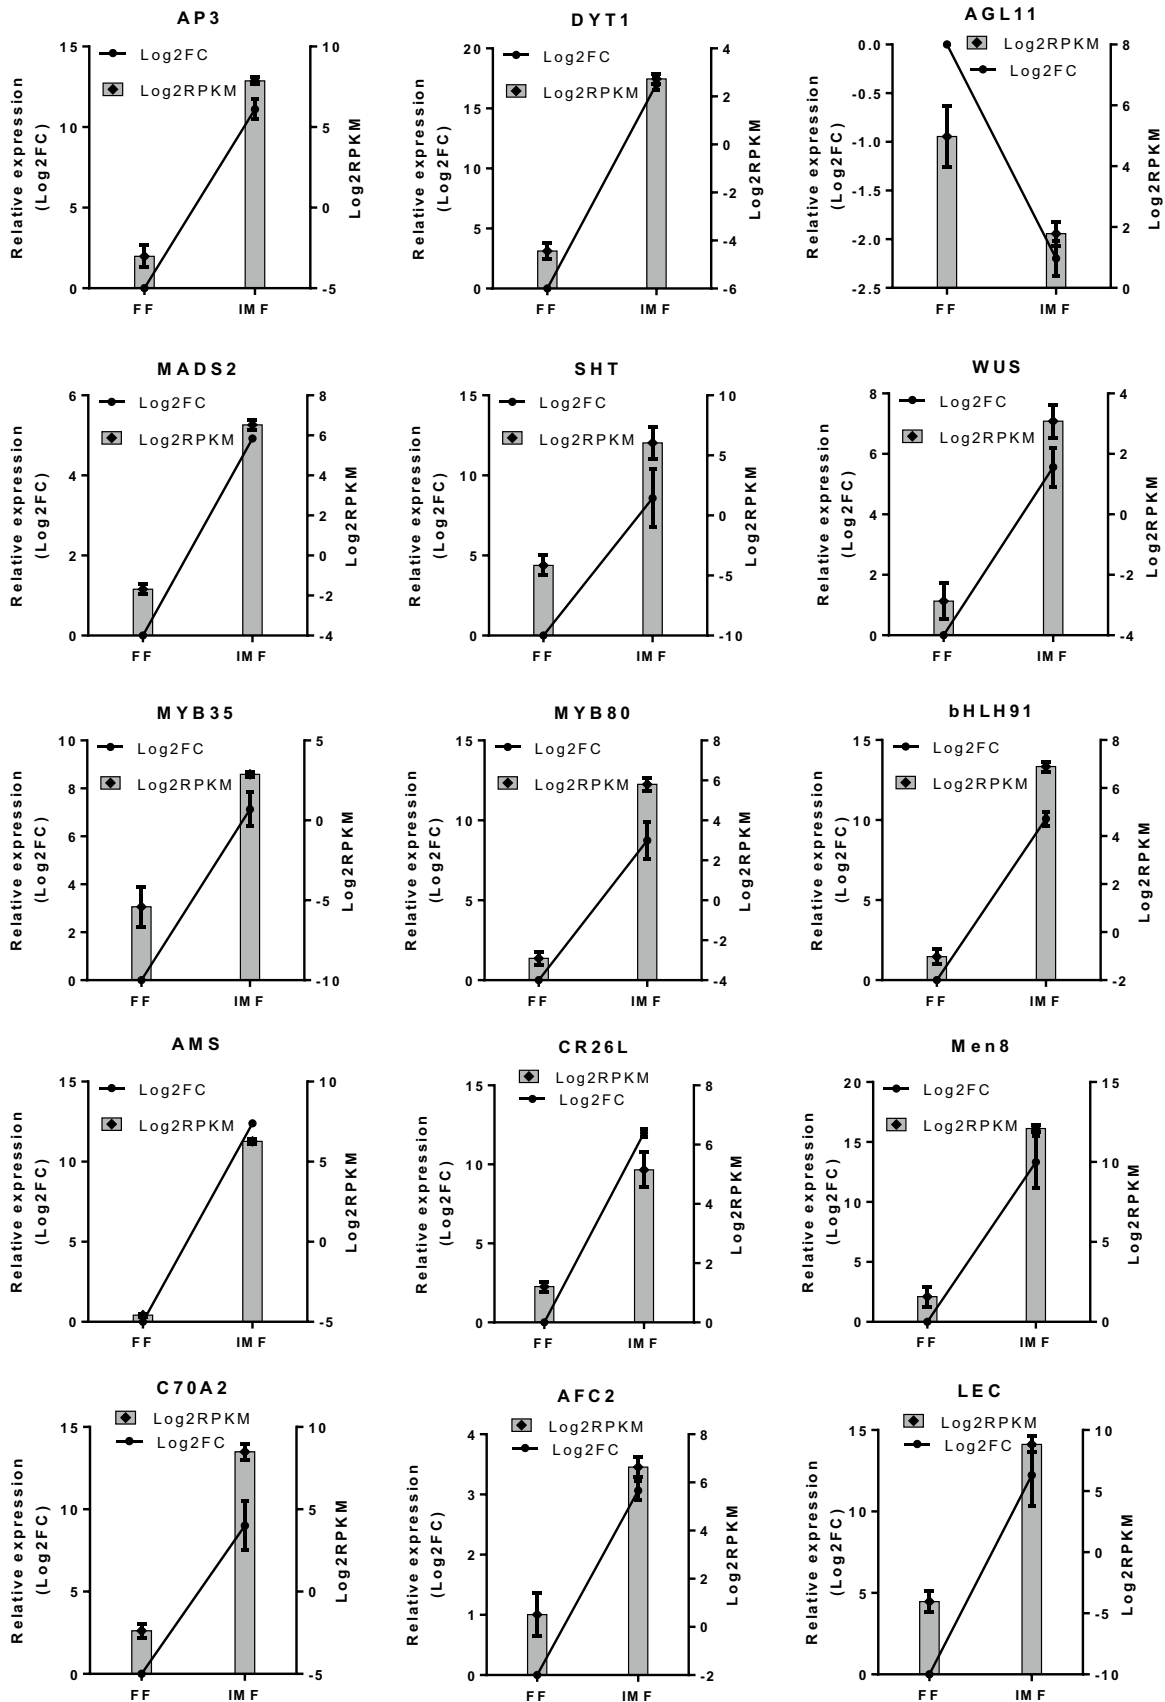 AP3
Log2FC
Log2RPKM
Relative expression
(Log2FC)
15
10
5
0
10
5
0
-5
Log2RPKM
FF
IMF
DYT1
Log2FC
Log2RPKM
Relative expression
(Log2FC)
20
15
10
5
0
4
2
0
-2
-4
-6
Log2RPKM
FF
IMF
AGL11
Log2RPKM
Log2FC
Relative expression
(Log2FC)
0.0
-0.5
-1.0
-1.5
-2.0
-2.5
8
6
4
2
0
Log2RPKM
FF
IMF
MADS2
Log2FC
Log2RPKM
Relative expression
(Log2FC)
6
4
2
0
8
6
4
2
0
-2
-4
Log2RPKM
FF
IMF
SHT
Log2FC
Log2RPKM
Relative expression
(Log2FC)
15
10
5
0
10
5
0
-5
-10
Log2RPKM
FF
IMF
WUS
Log2FC
Log2RPKM
Relative expression
(Log2FC)
8
6
4
2
0
4
2
0
-2
-4
Log2RPKM
FF
IMF
MYB35
Log2FC
Log2RPKM
Relative expression
(Log2FC)
10
8
6
4
2
0
5
0
-5
-10
Log2RPKM
FF
IMF
MYB80
Log2FC
Log2RPKM
Relative expression
(Log2FC)
15
10
5
0
8
6
4
2
0
-2
-4
Log2RPKM
FF
IMF
bHLH91
Log2FC
Log2RPKM
Relative expression
(Log2FC)
15
10
5
0
8
6
4
2
0
-2
Log2RPKM
FF
IMF
AMS
Log2FC
Log2RPKM
Relative expression
(Log2FC)
15
10
5
0
10
5
0
-5
Log2RPKM
FF
IMF
CR26L
Log2RPKM
Log2FC
Relative expression
(Log2FC)
15
10
5
0
8
6
4
2
0
Log2RPKM
FF
IMF
Men8
Log2FC
Log2RPKM
Relative expression
(Log2FC)
20
15
10
5
0
15
10
5
0
Log2RPKM
FF
IMF
C70A2
Log2RPKM
Log2FC
Relative expression
(Log2FC)
15
10
5
0
10
5
0
-5
Log2RPKM
FF
IMF
AFC2
Log2RPKM
Log2FC
Relative expression
(Log2FC)
4
3
2
1
0
8
6
4
2
0
-2
Log2RPKM
FF
IMF
LEC
Log2RPKM
Log2FC
Relative expression
(Log2FC)
15
10
5
0
10
5
0
-5
-10
Log2RPKM
FF
IMF